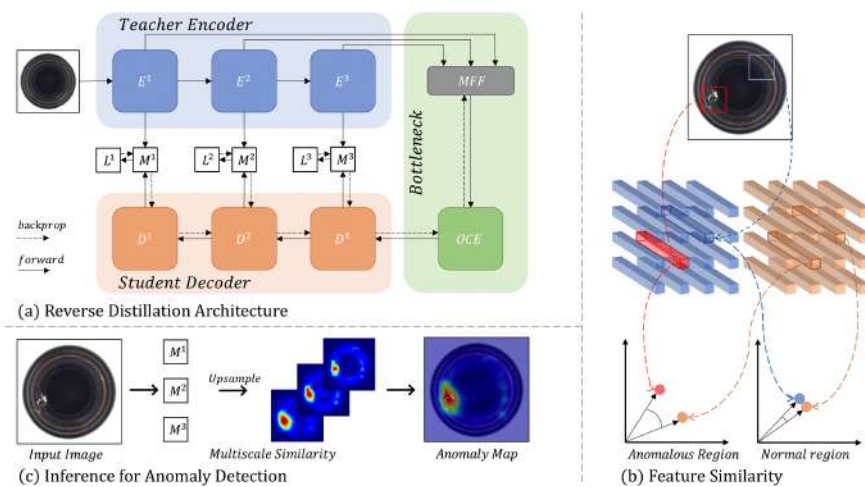 Teacher Encoder
E¹
E²
E³
MFF
L¹
M¹
L²
M²
L³
M³
Bottleneck
backprop
D¹
D²
D³
OCE
forward
Student Decoder
(a) Reverse Distillation Architecture
M¹
M²
M³
Upsample
Input Image
Multiscale Similarity
Anomaly Map
(c) Inference for Anomaly Detection
Anomalous Region
Normal region
(b) Feature Similarity